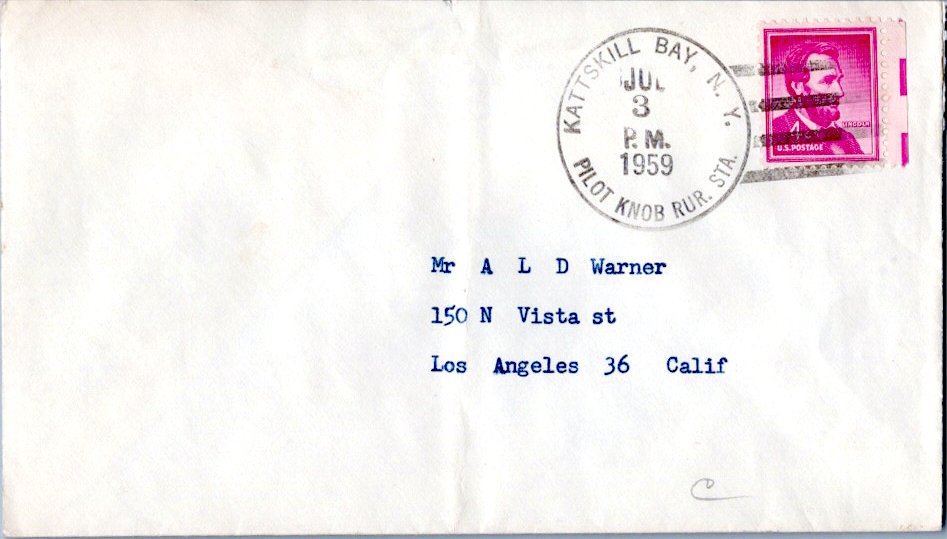 KATTSKILL BAY, N. Y.
JUL
3
P. M.
1959
PILOT KNOB RUR. STA.
LINCOLN
U.S. POSTAGE
Mr A L D Warner
150 N Vista st
Los Angeles 36 Calif
C